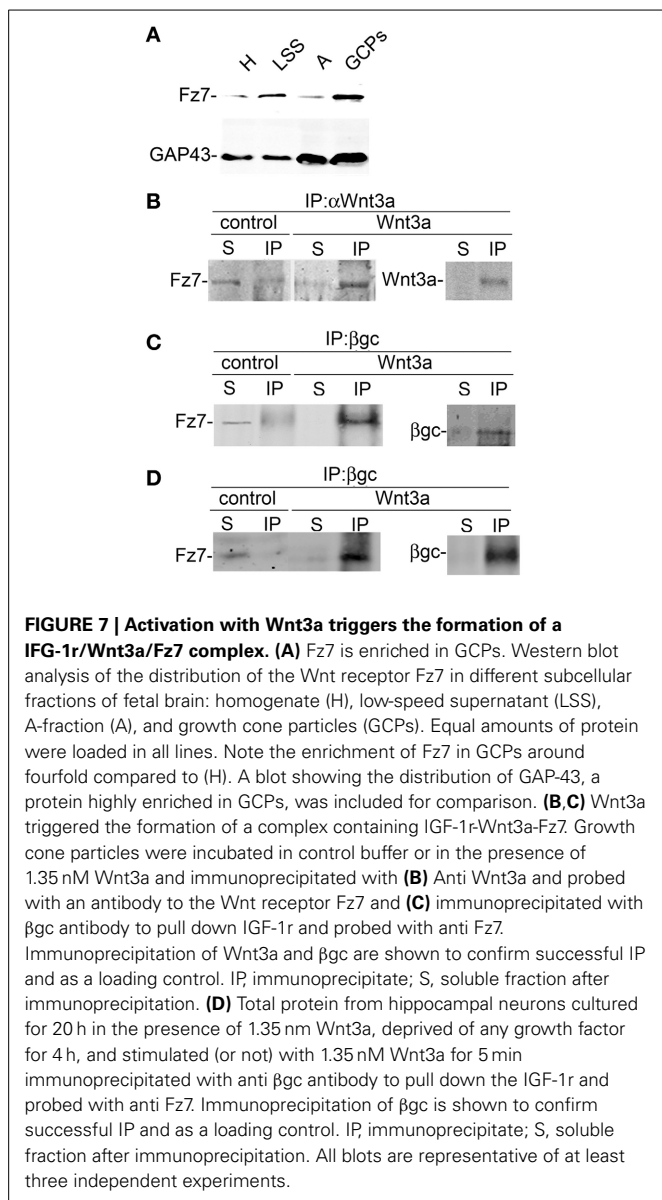 A
H LSS A GCPs
Fz7-
GAP43-
B
IP:αWnt3a
control Wnt3a
S IP S IP S IP
Fz7- Wnt3a-
C
IP:βgc
control Wnt3a
S IP S IP S IP
Fz7- βgc-
D
IP:βgc
control Wnt3a
S IP S IP S IP
Fz7- βgc-
FIGURE 7 | Activation with Wnt3a triggers the formation of a
IFG-1r/Wnt3a/Fz7 complex. (A) Fz7 is enriched in GCPs. Western blot
analysis of the distribution of the Wnt receptor Fz7 in different subcellular
fractions of fetal brain: homogenate (H), low-speed supernatant (LSS),
A-fraction (A), and growth cone particles (GCPs). Equal amounts of protein
were loaded in all lines. Note the enrichment of Fz7 in GCPs around
fourfold compared to (H). A blot showing the distribution of GAP-43, a
protein highly enriched in GCPs, was included for comparison. (B,C) Wnt3a
triggered the formation of a complex containing IGF-1r-Wnt3a-Fz7. Growth
cone particles were incubated in control buffer or in the presence of
1.35 nM Wnt3a and immunoprecipitated with (B) Anti Wnt3a and probed
with an antibody to the Wnt receptor Fz7 and (C) immunoprecipitated with
βgc antibody to pull down IGF-1r and probed with anti Fz7.
Immunoprecipitation of Wnt3a and βgc are shown to confirm successful IP
and as a loading control. IP, immunoprecipitate; S, soluble fraction after
immunoprecipitation. (D) Total protein from hippocampal neurons cultured
for 20 h in the presence of 1.35 nm Wnt3a, deprived of any growth factor
for 4 h, and stimulated (or not) with 1.35 nM Wnt3a for 5 min
immunoprecipitated with anti βgc antibody to pull down the IGF-1r and
probed with anti Fz7. Immunoprecipitation of βgc is shown to confirm
successful IP and as a loading control. IP, immunoprecipitate; S, soluble
fraction after immunoprecipitation. All blots are representative of at least
three independent experiments.